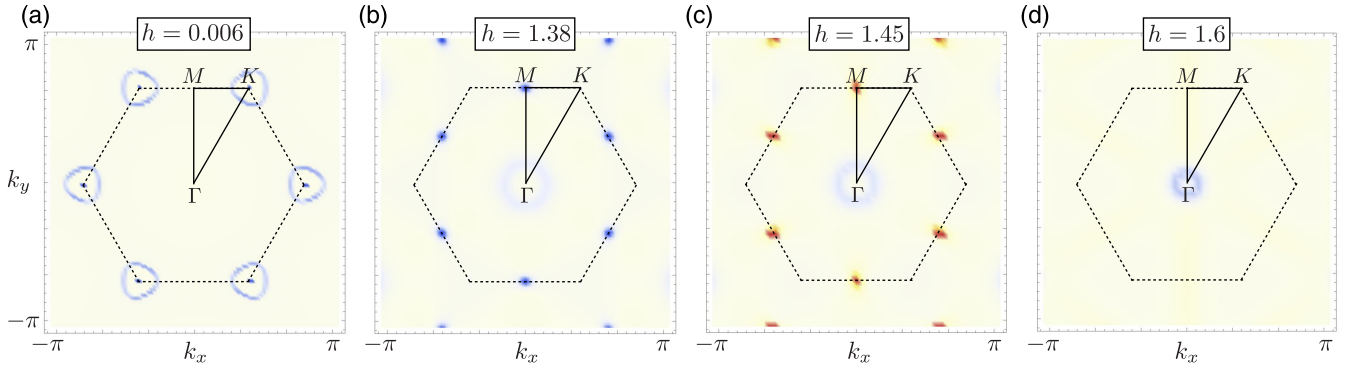 (a)
h = 0.006
π
M
K
k_y
Γ
−π
−π
k_x
π
(b)
h = 1.38
M
K
Γ
−π
k_x
π
(c)
h = 1.45
M
K
Γ
−π
k_x
π
(d)
h = 1.6
M
K
Γ
−π
k_x
π